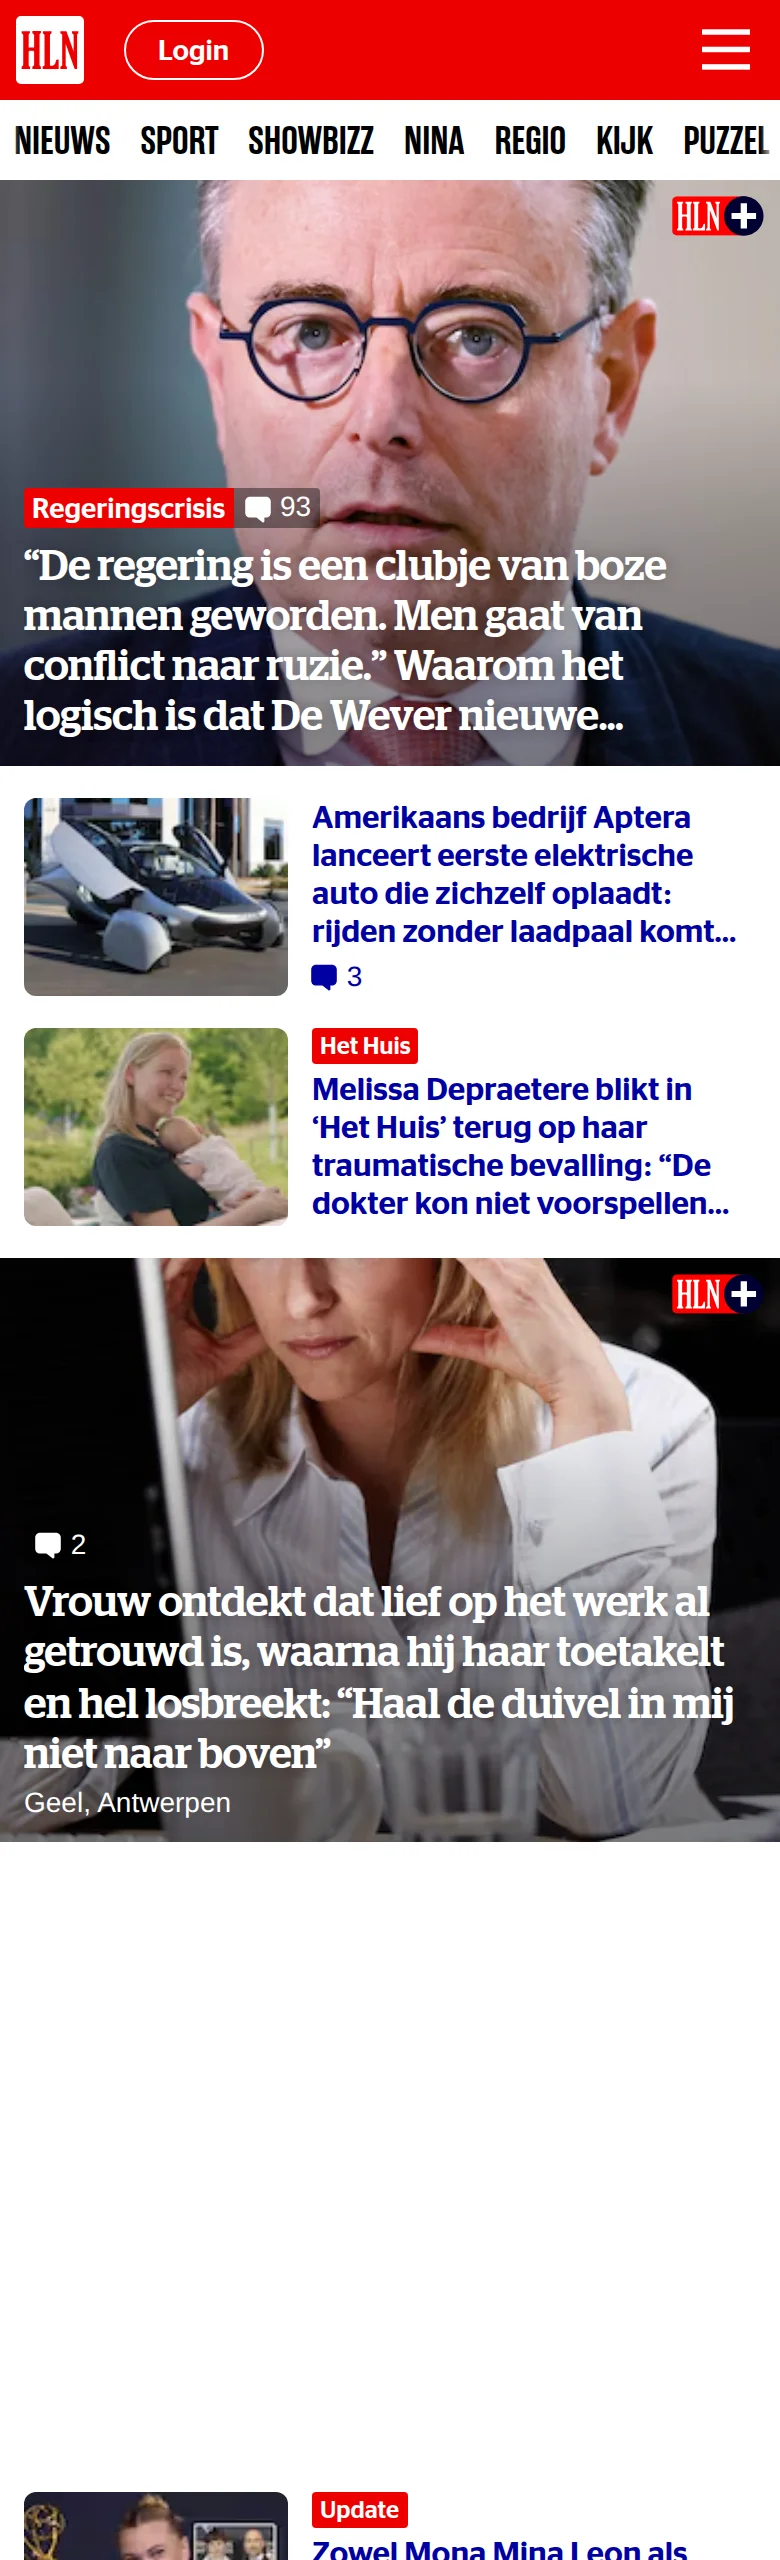 HLN
Login
NIEUWS SPORT SHOWBIZZ NINA REGIO KIJK PUZZEL
HLN+
Regeringscrisis 93
“De regering is een clubje van boze
mannen geworden. Men gaat van
conflict naar ruzie.” Waarom het
logisch is dat De Wever nieuwe...
Amerikaans bedrijf Aptera
lanceert eerste elektrische
auto die zichzelf oplaadt:
rijden zonder laadpaal komt...
3
Het Huis
Melissa Depraetere blikt in
‘Het Huis’ terug op haar
traumatische bevalling: “De
dokter kon niet voorspellen...
HLN+
2
Vrouw ontdekt dat lief op het werk al
getrouwd is, waarna hij haar toetakelt
en hel losbreekt: “Haal de duivel in mij
niet naar boven”
Geel, Antwerpen
Update
Zowel Mona Mina Leon als